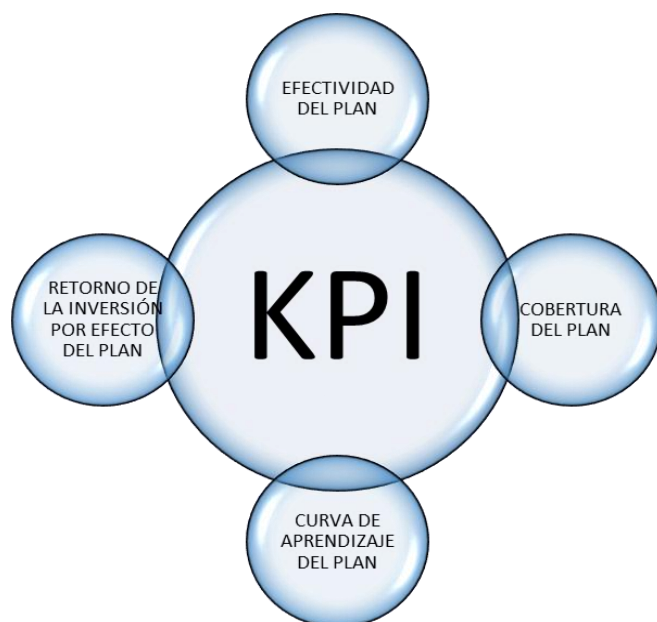 EFECTIVIDAD
DEL PLAN
RETORNO DE
LA INVERSIÓN
POR EFECTO
DEL PLAN
KPI
COBERTURA
DEL PLAN
CURVA DE
APRENDIZAJE
DEL PLAN